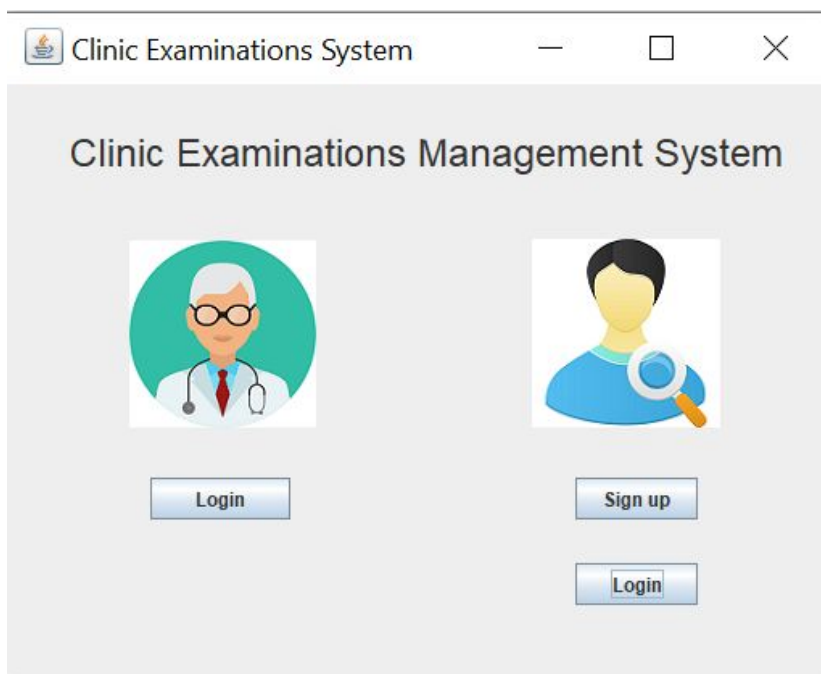 Clinic Examinations System
Clinic Examinations Management System
Login
Sign up
Login